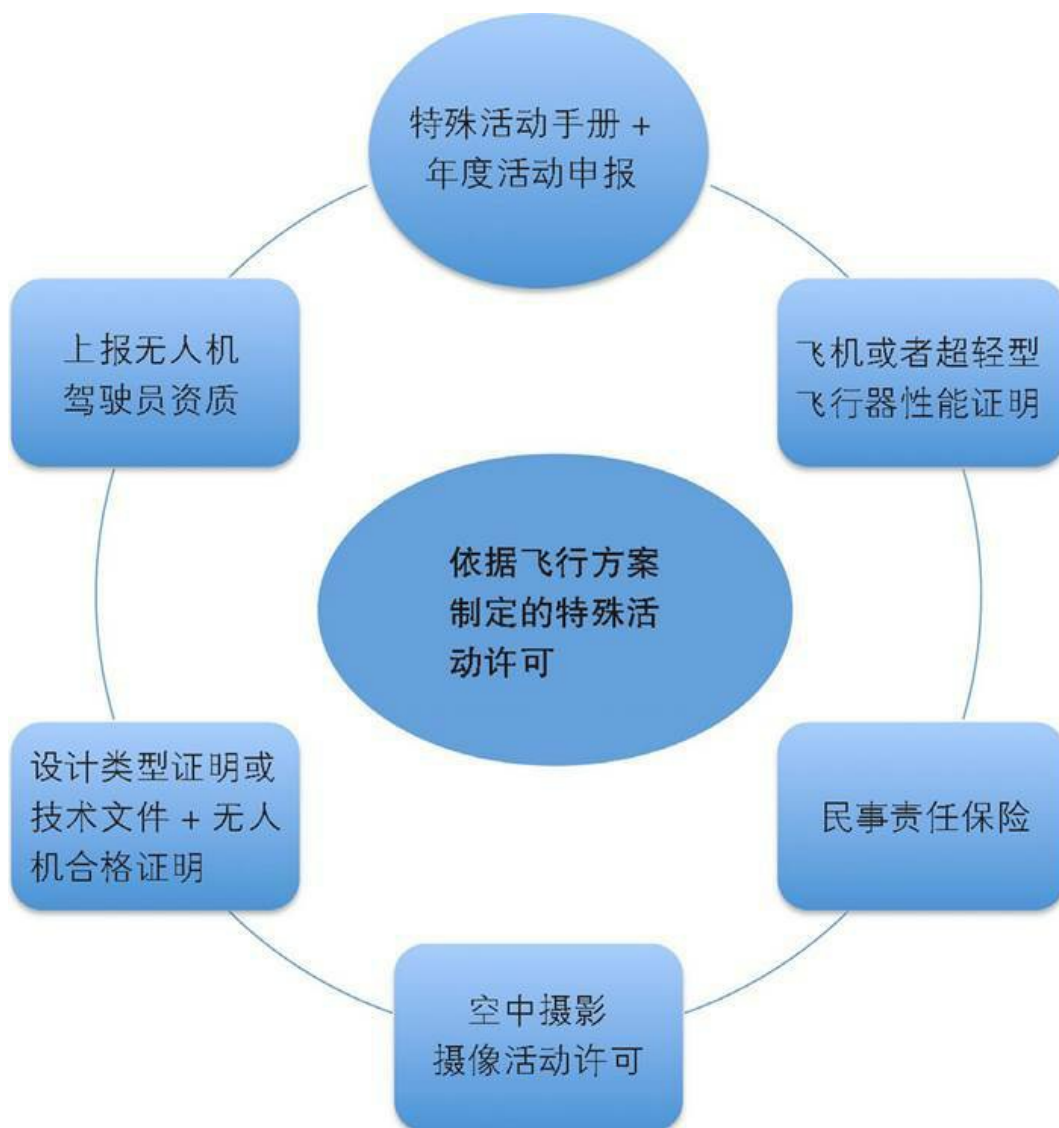 特殊活动手册 +
年度活动申报
上报无人机
驾驶员资质
飞机或者超轻型
飞行器性能证明
依据飞行方案
制定的特殊活
动许可
设计类型证明或
技术文件 + 无人
机合格证明
民事责任保险
空中摄影
摄像活动许可